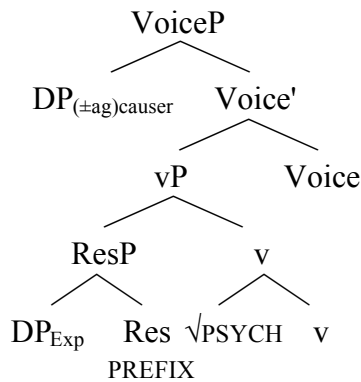 VoiceP
DP(±ag)causer Voice'
vP Voice
ResP v
DPExp Res √PSYCH v
PREFIX